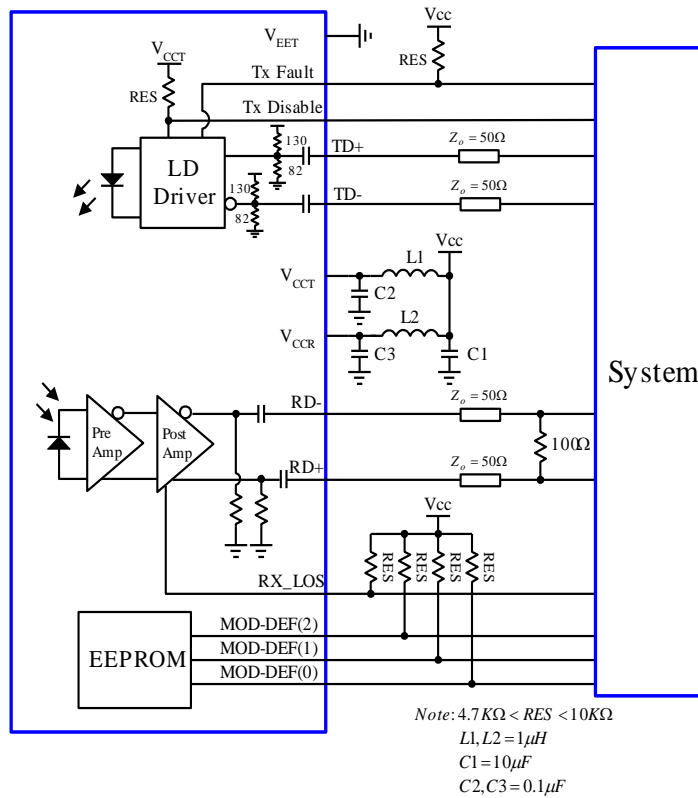 V_EET
Vcc
V_CCT
RES
Tx Fault
RES
Tx Disable
LD
Driver
130
82
TD+
Z_o = 50Ω
130
82
TD-
Z_o = 50Ω
Vcc
V_CCT
L1
C2
L2
V_CCR
C3
C1
System
Pre
Amp
Post
Amp
RD-
Z_o = 50Ω
100Ω
RD+
Z_o = 50Ω
Vcc
RES
RES
RES
RES
RX_LOS
EEPROM
MOD-DEF(2)
MOD-DEF(1)
MOD-DEF(0)
Note: 4.7KΩ < RES < 10KΩ
L1, L2 = 1μH
C1 = 10μF
C2, C3 = 0.1μF